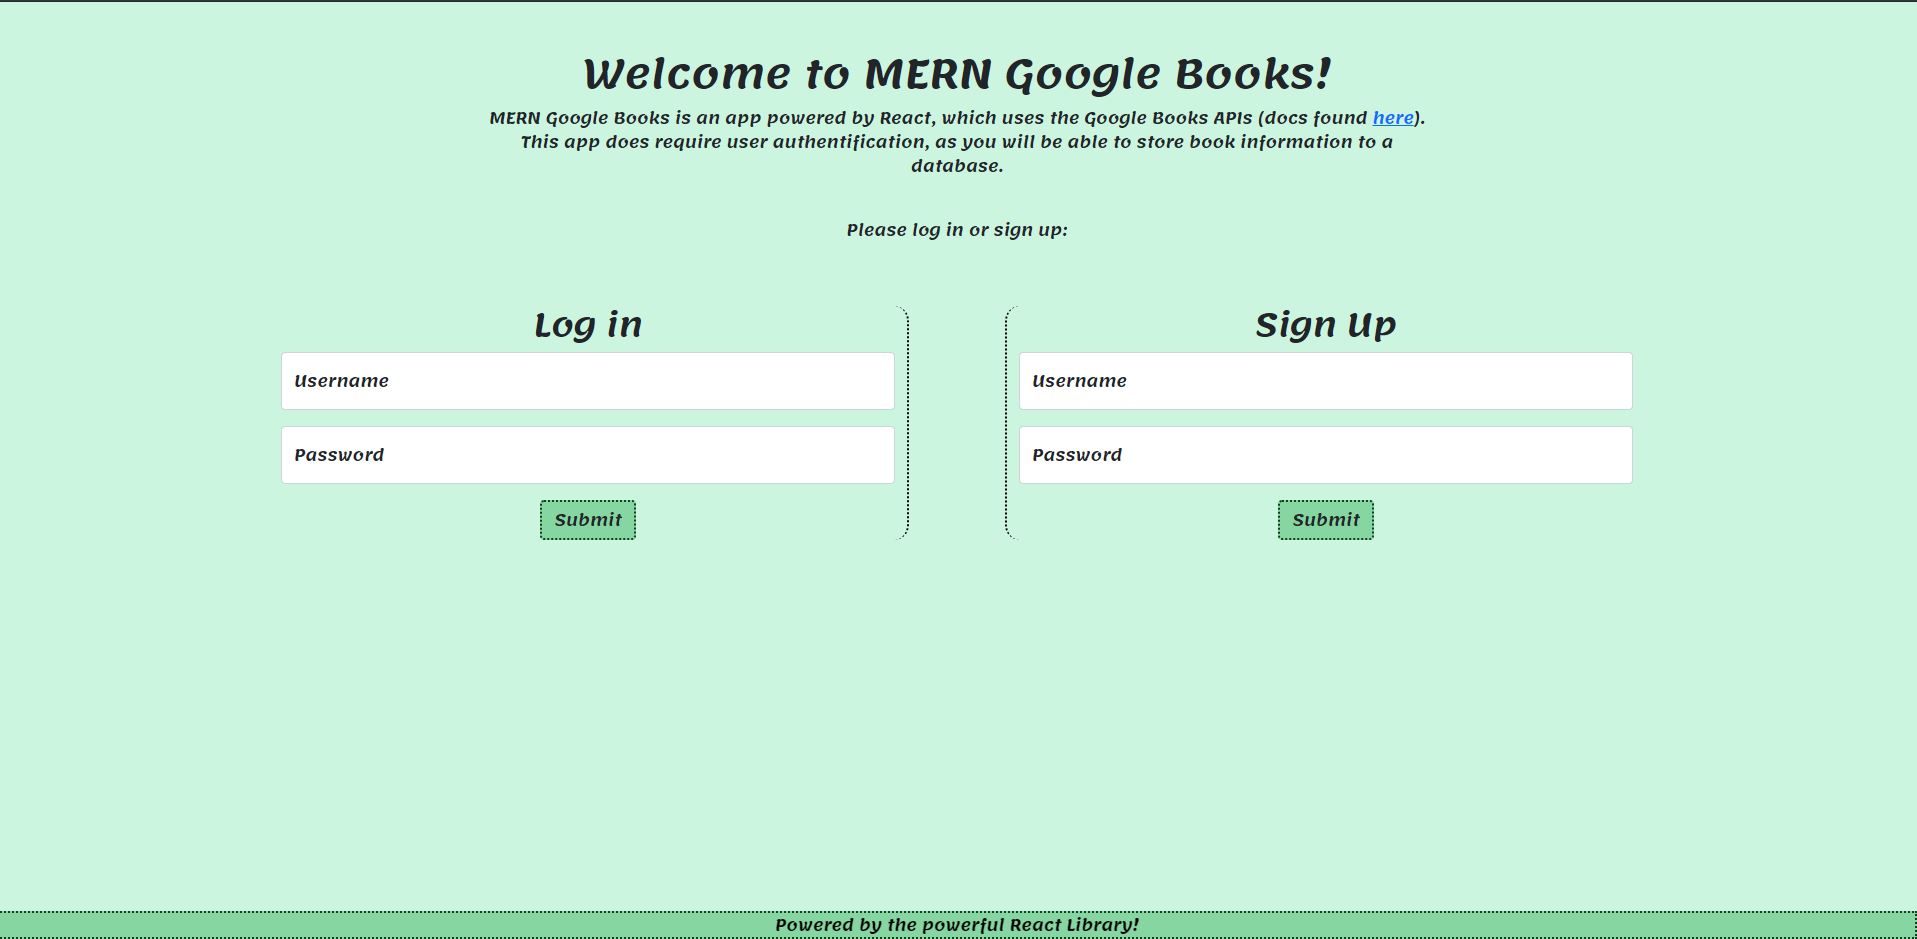 Welcome to MERN Google Books!
MERN Google Books is an app powered by React, which uses the Google Books APIs (docs found here).
This app does require user authentification, as you will be able to store book information to a
database.
Please log in or sign up:
Log in
Username
Password
Submit
Sign Up
Username
Password
Submit
Powered by the powerful React Library!